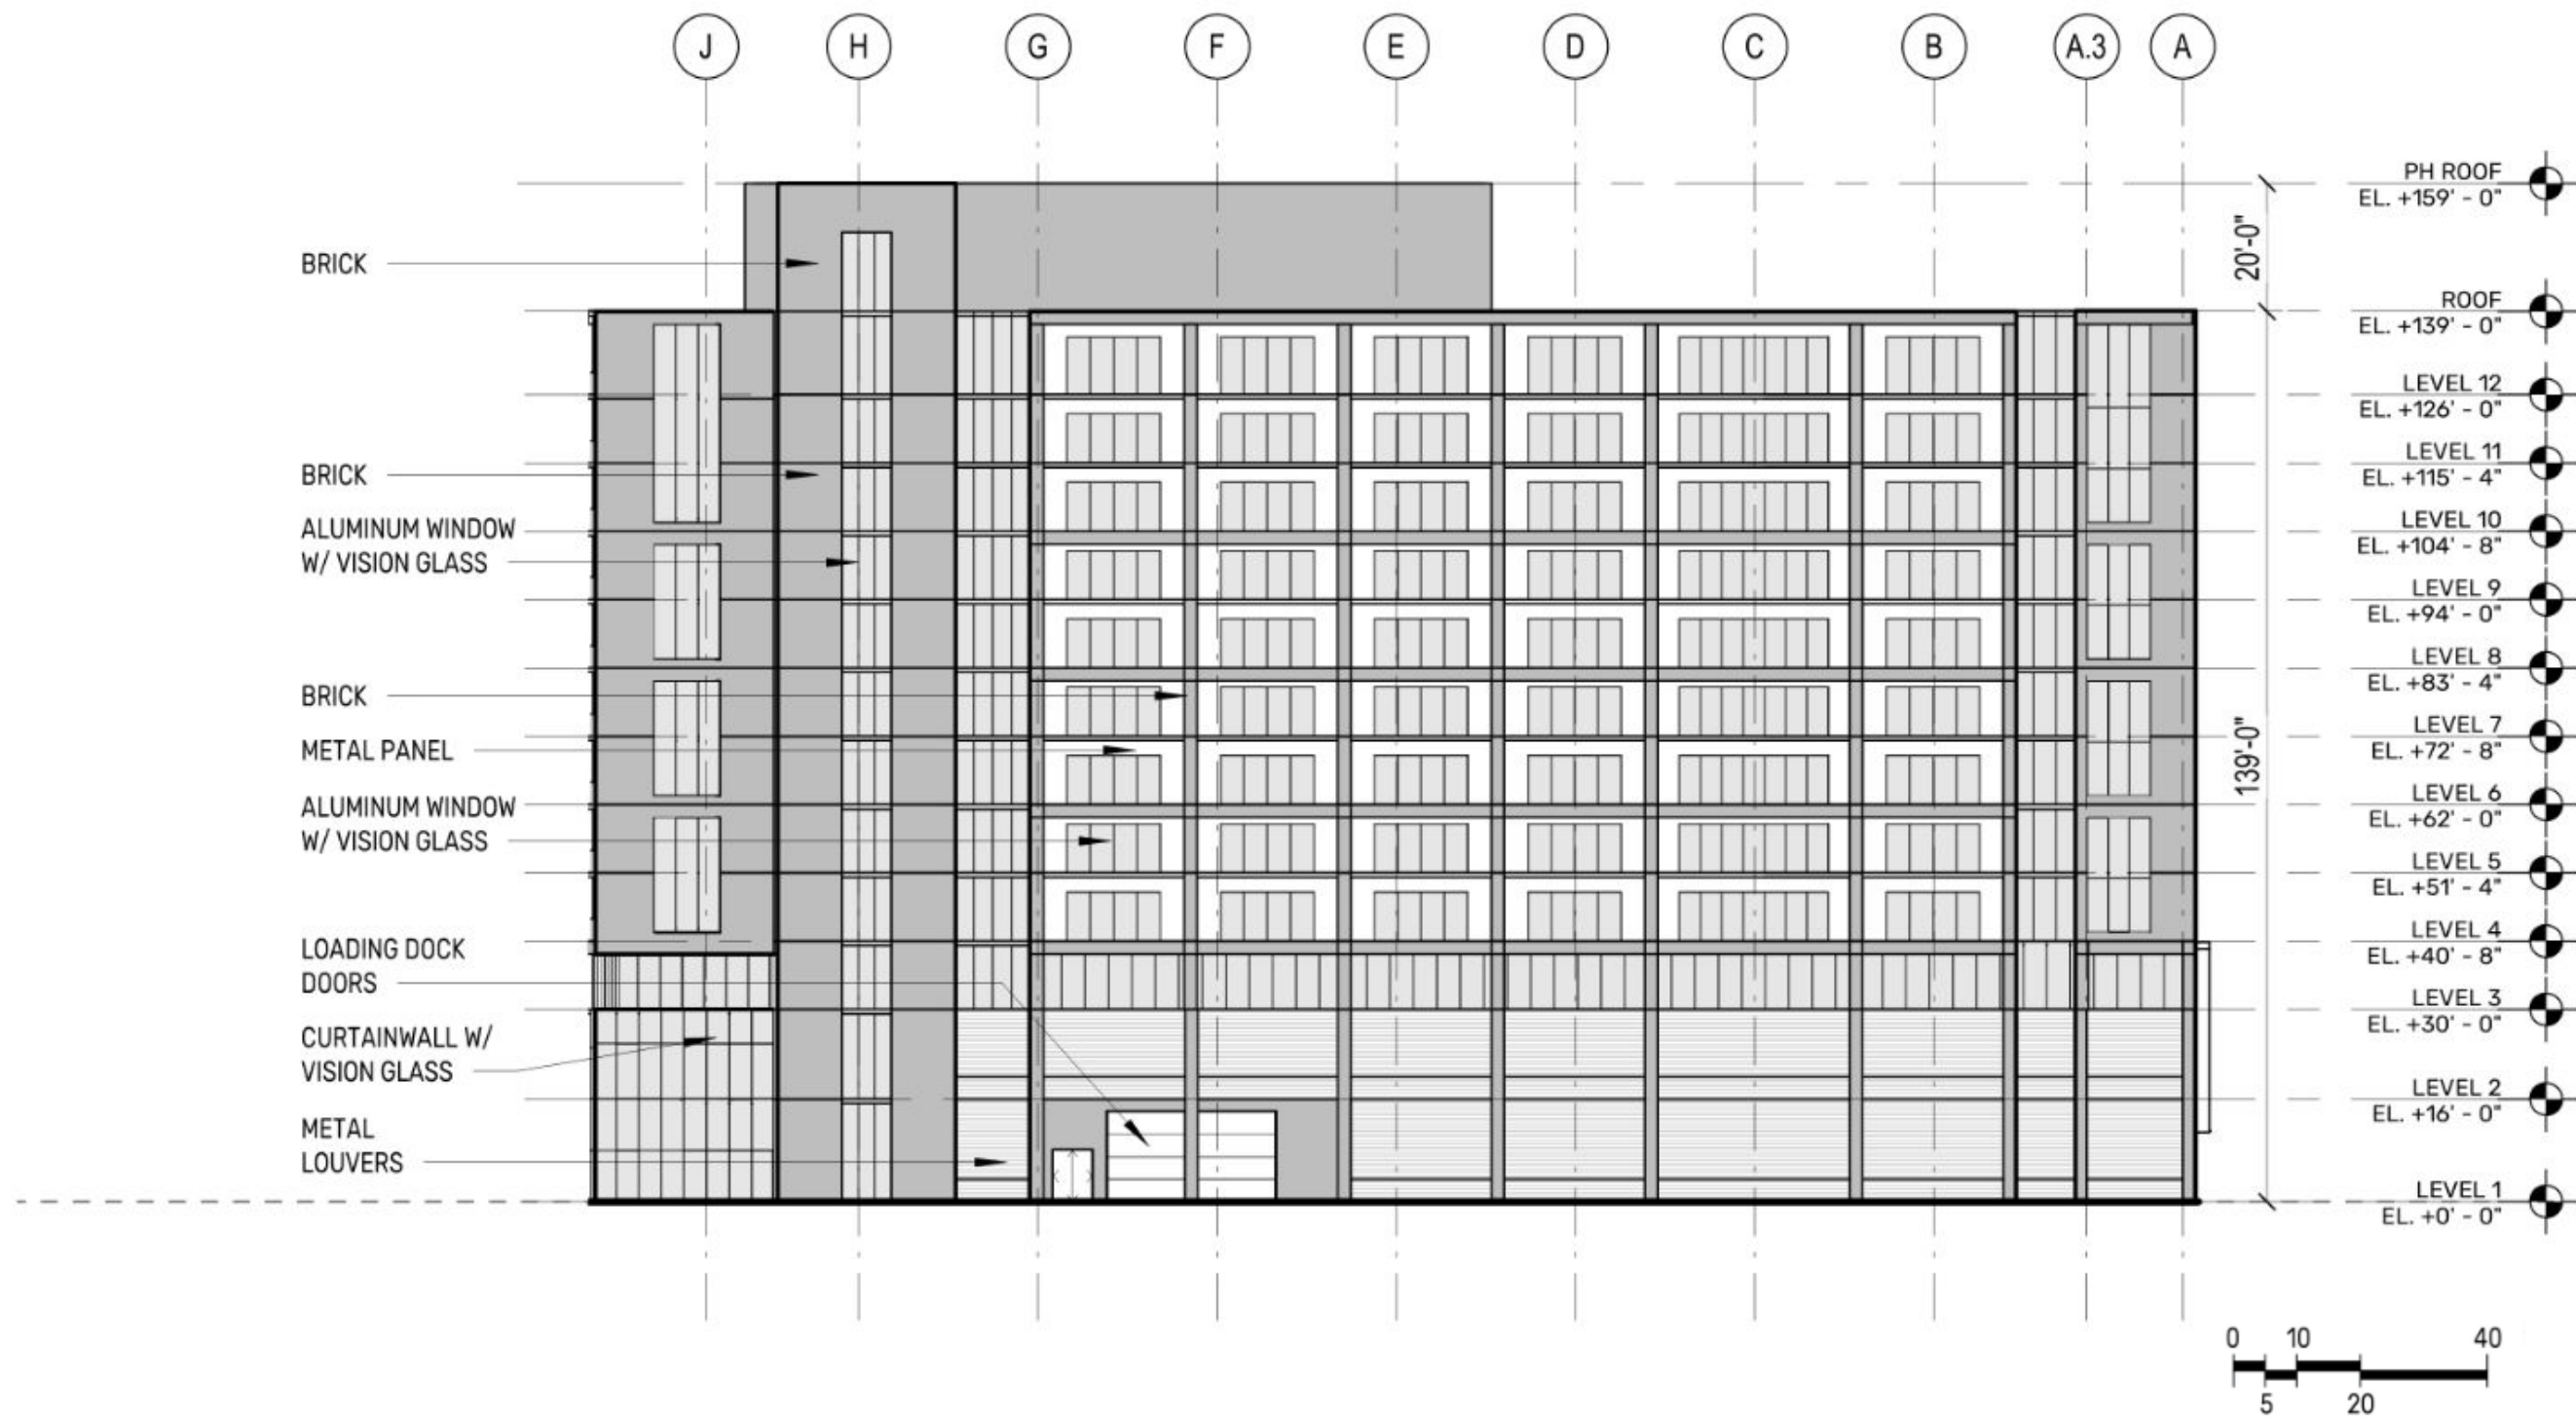 J H G F E D C B A.3 A
PH ROOF
EL. +159' - 0"
20'-0"
BRICK
ROOF
EL. +139' - 0"
LEVEL 12
EL. +126' - 0"
LEVEL 11
EL. +115' - 4"
BRICK
LEVEL 10
EL. +104' - 8"
ALUMINUM WINDOW
W/ VISION GLASS
LEVEL 9
EL. +94' - 0"
LEVEL 8
EL. +83' - 4"
BRICK
LEVEL 7
EL. +72' - 8"
METAL PANEL
139'-0"
LEVEL 6
EL. +62' - 0"
ALUMINUM WINDOW
W/ VISION GLASS
LEVEL 5
EL. +51' - 4"
LEVEL 4
EL. +40' - 8"
LOADING DOCK
DOORS
LEVEL 3
EL. +30' - 0"
CURTAINWALL W/
VISION GLASS
LEVEL 2
EL. +16' - 0"
METAL
LOUVERS
LEVEL 1
EL. +0' - 0"
0 10 40
5 20